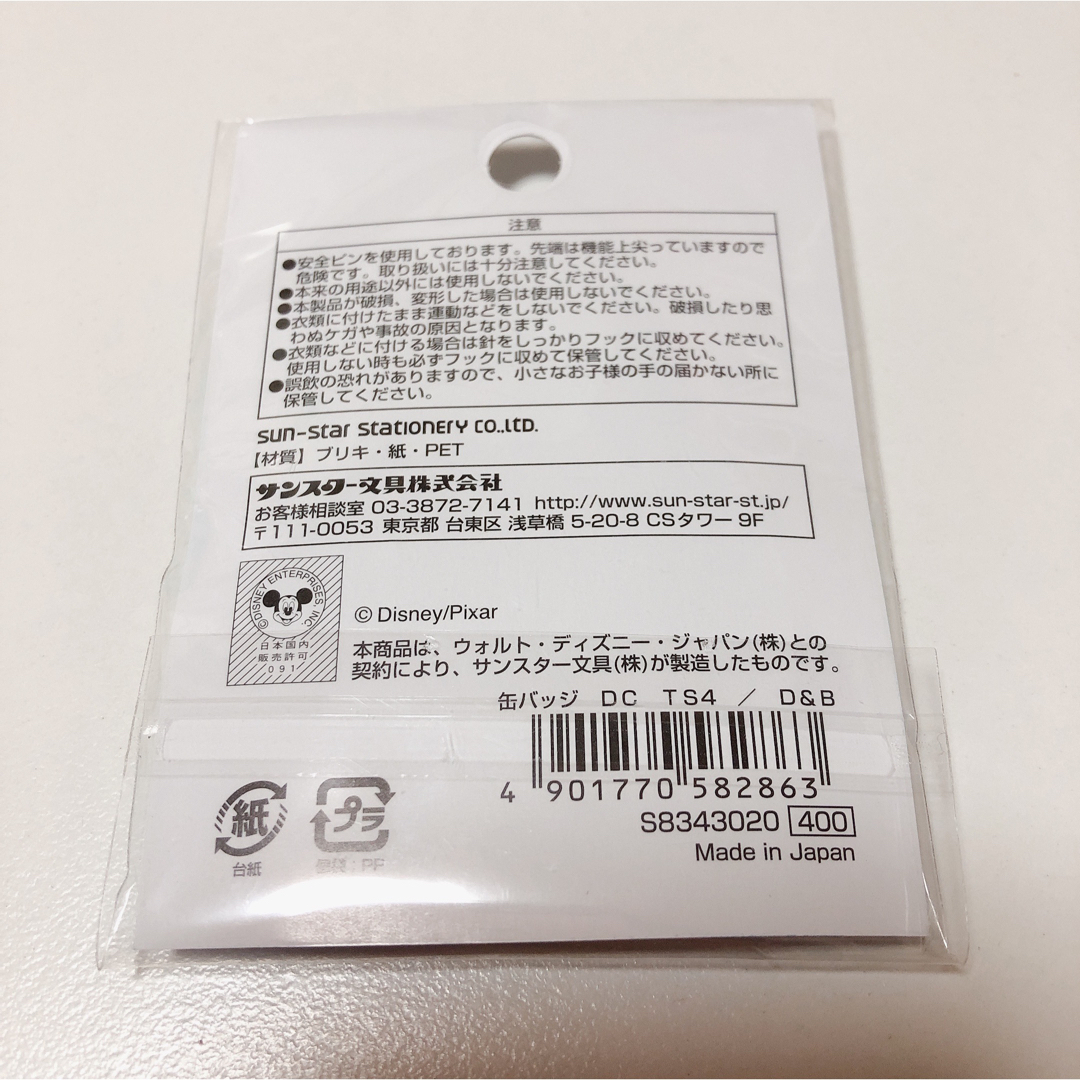 注意
●安全ピンを使用しております。先端は機能上尖っていますので
危険です。取り扱いには十分注意してください。
●本来の用途以外には使用しないでください。
●本製品が破損、変形した場合は使用しないでください。
●衣類に付けたまま運動などをしないでください。破損したり思
わぬケガや事故の原因となります。
●衣類などに付ける場合は針をしっかりフックに収めてください。
使用しない時も必ずフックに収めて保管してください。
●誤飲の恐れがありますので、小さなお子様の手の届かない所に
保管してください。
sun-star stationery co.,ltd.
【材質】ブリキ・紙・PET
サンスター文具株式会社
お客様相談室 03-3872-7141 http://www.sun-star-st.jp/
〒111-0053 東京都 台東区 浅草橋 5-20-8 CSタワー 9F
©DISNEY ENTERPRISES, INC.
日本国内
販売許可
091
© Disney/Pixar
本商品は、ウォルト・ディズニー・ジャパン(株)との
契約により、サンスター文具(株)が製造したものです。
缶バッジ DC TS4 / D&B
4 901770 582863
S8343020 400
Made in Japan
紙
台紙
プラ
個袋:PP